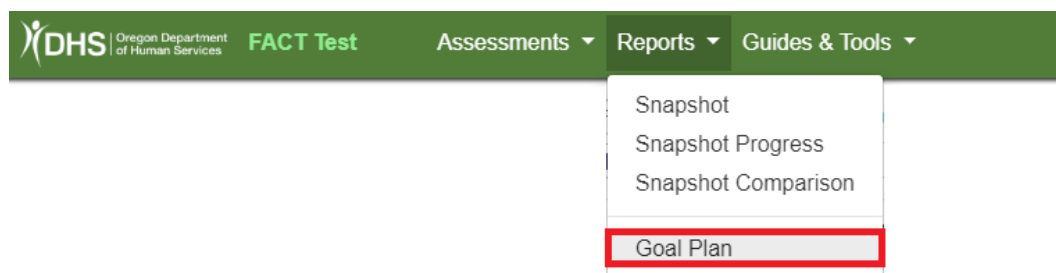 DHS Oregon Department of Human Services FACT Test Assessments Reports Guides & Tools
Snapshot
Snapshot Progress
Snapshot Comparison
Goal Plan